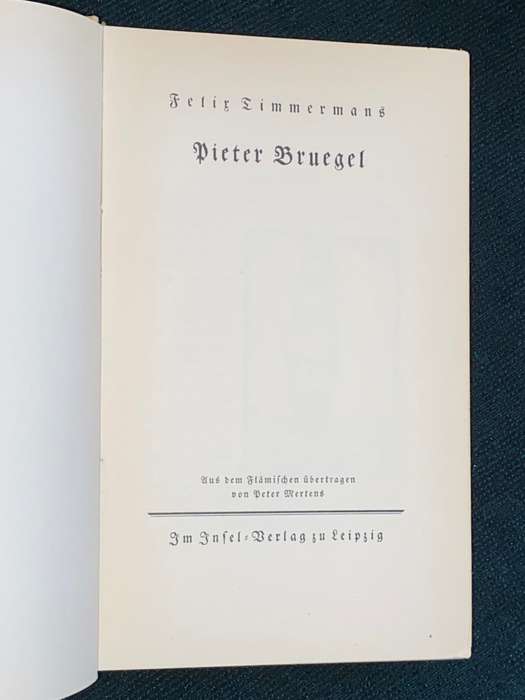 Felix Timmermans
Pieter Bruegel
Aus dem Flämischen übertragen
von Peter Mertens
Im Insel-Verlag zu Leipzig